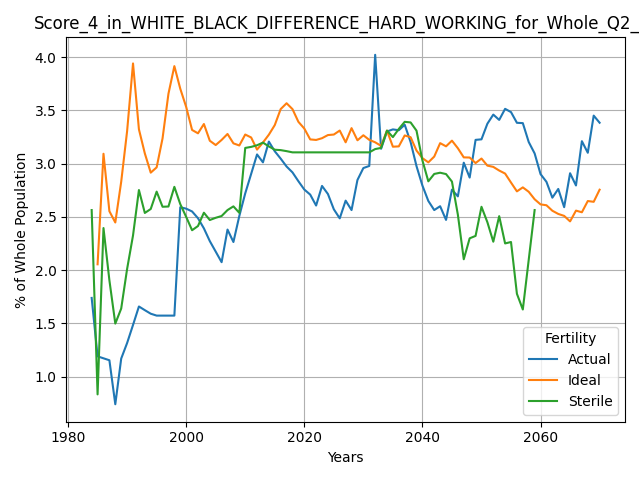 Score_4_in_WHITE_BLACK_DIFFERENCE_HARD_WORKING_for_Whole_Q2_
4.0
3.5
3.0
2.5
2.0
1.5
1.0
% of Whole Population
1980
2000
2020
2040
2060
Years
Fertility
Actual
Ideal
Sterile